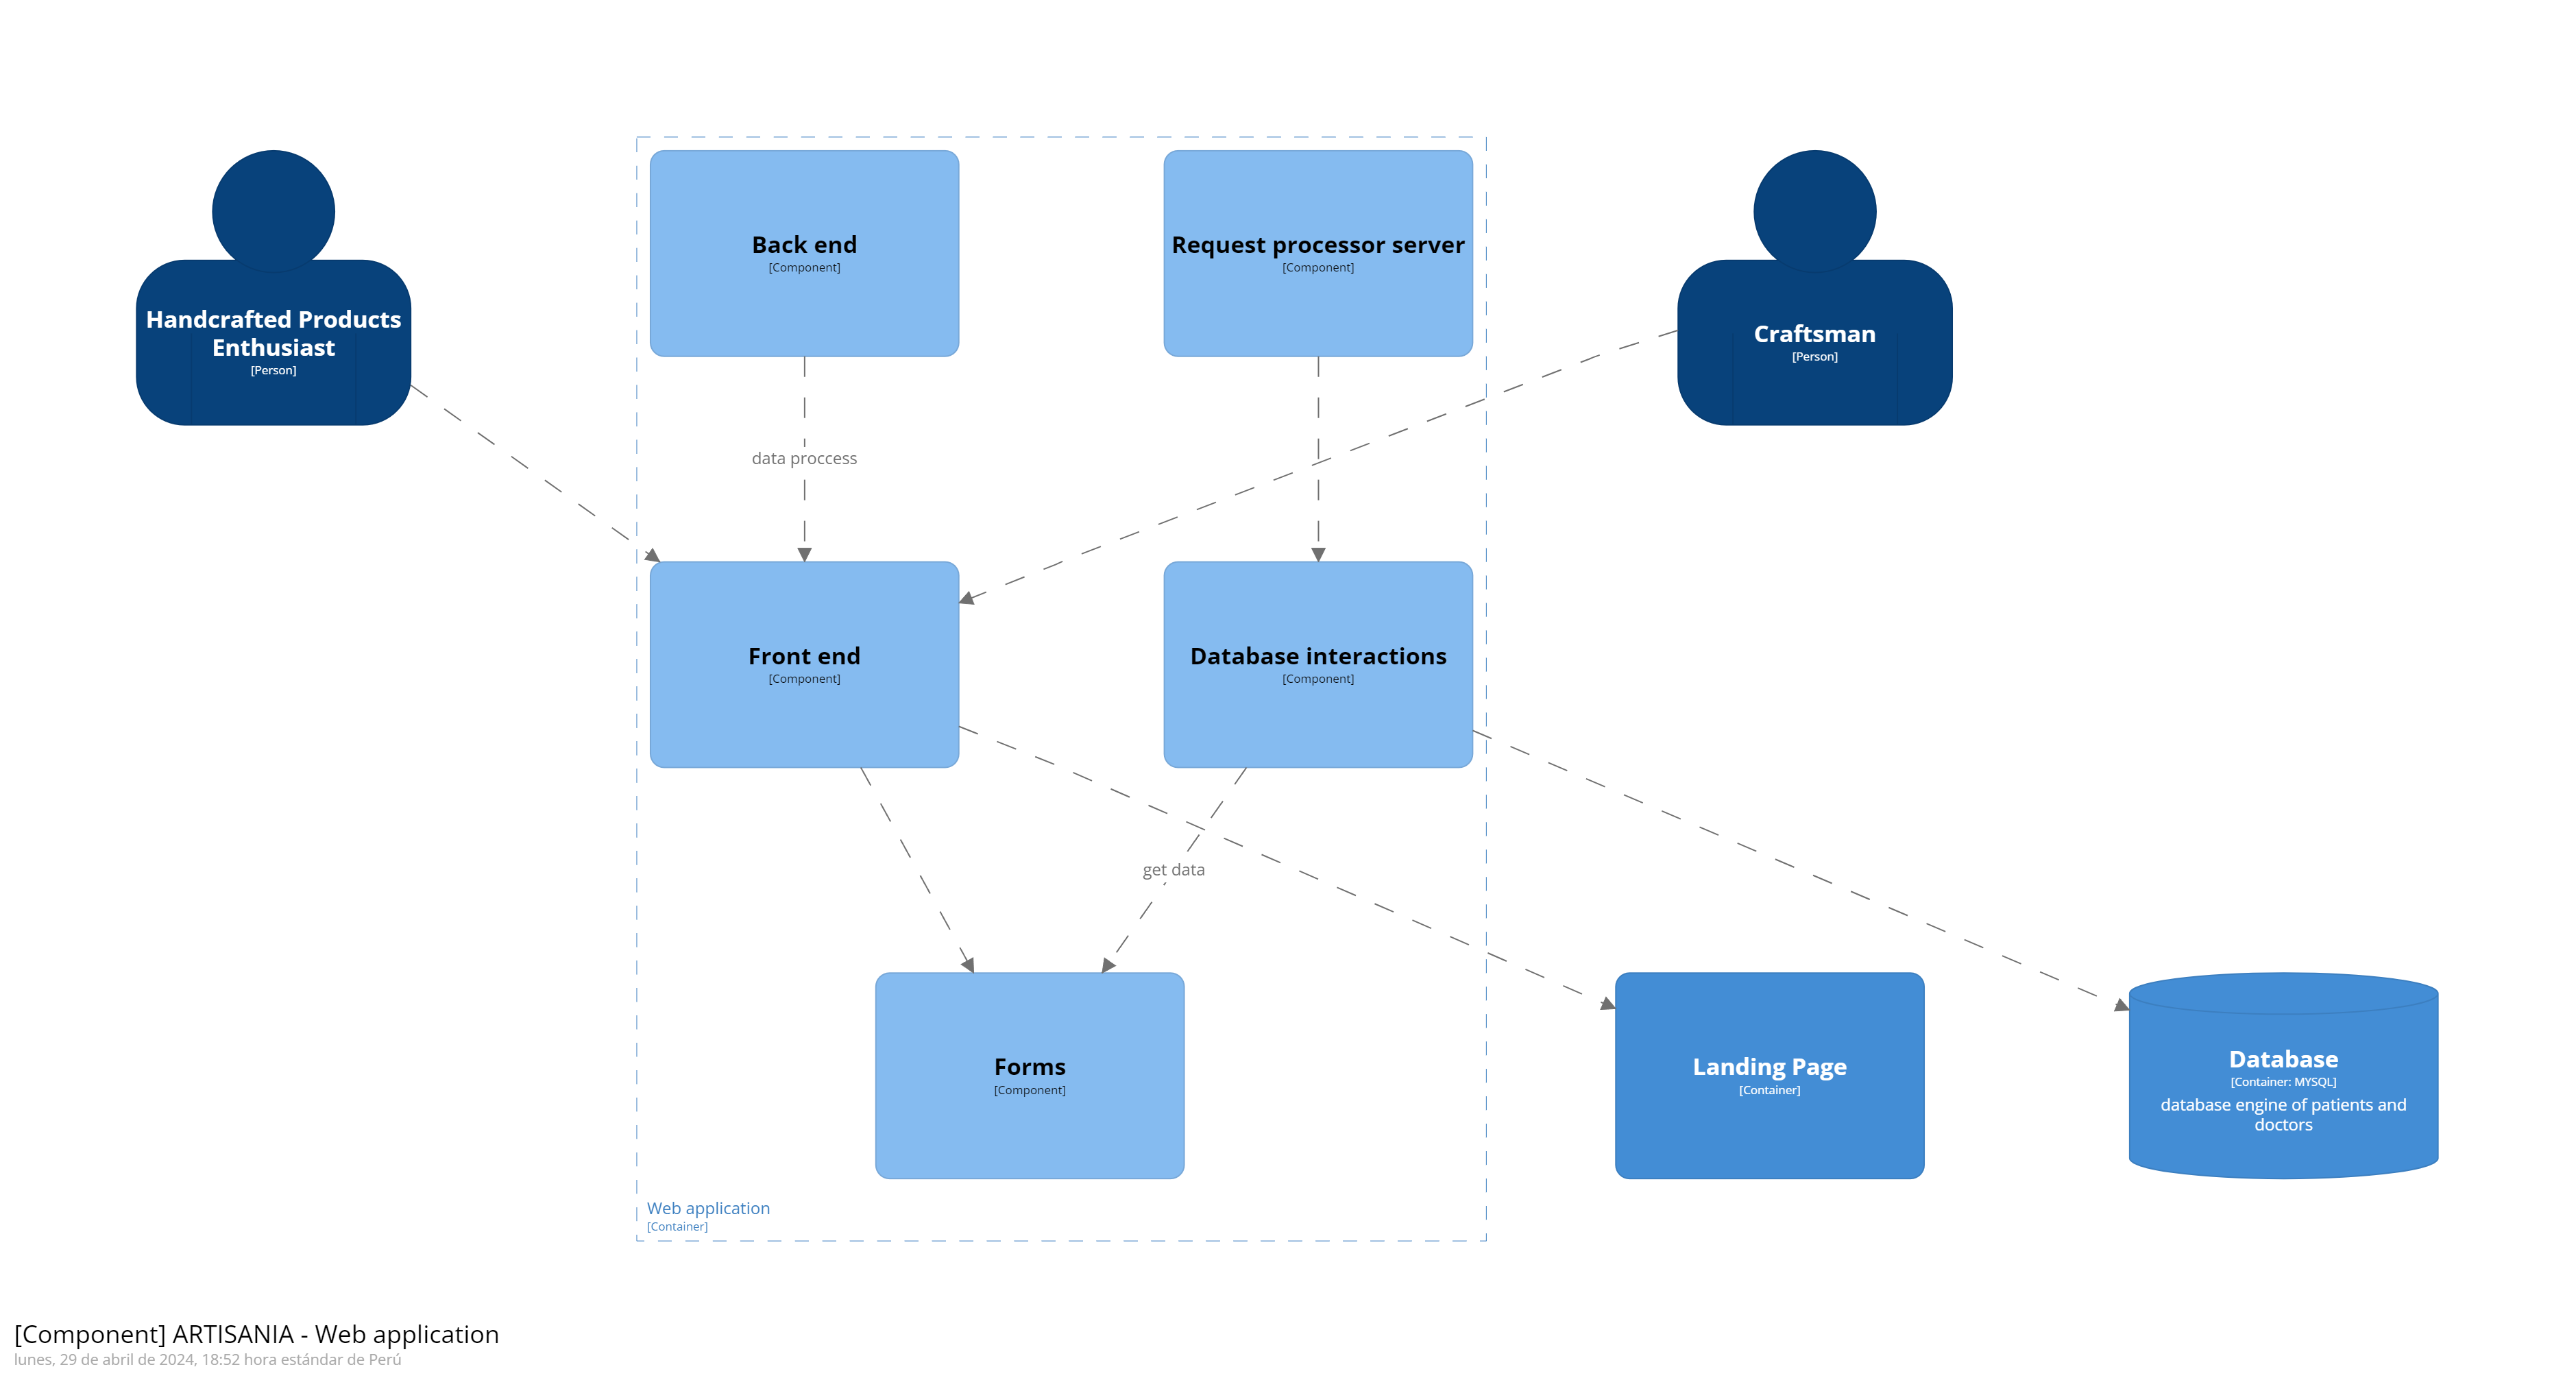 Back end
[Component]
Request processor server
[Component]
Handcrafted Products
Enthusiast
[Person]
Craftsman
[Person]
data proccess
Front end
[Component]
Database interactions
[Component]
get data
Forms
[Component]
Landing Page
[Container]
Database
[Container: MYSQL]
database engine of patients and
doctors
Web application
[Container]
[Component] ARTISANIA - Web application
lunes, 29 de abril de 2024, 18:52 hora estándar de Perú